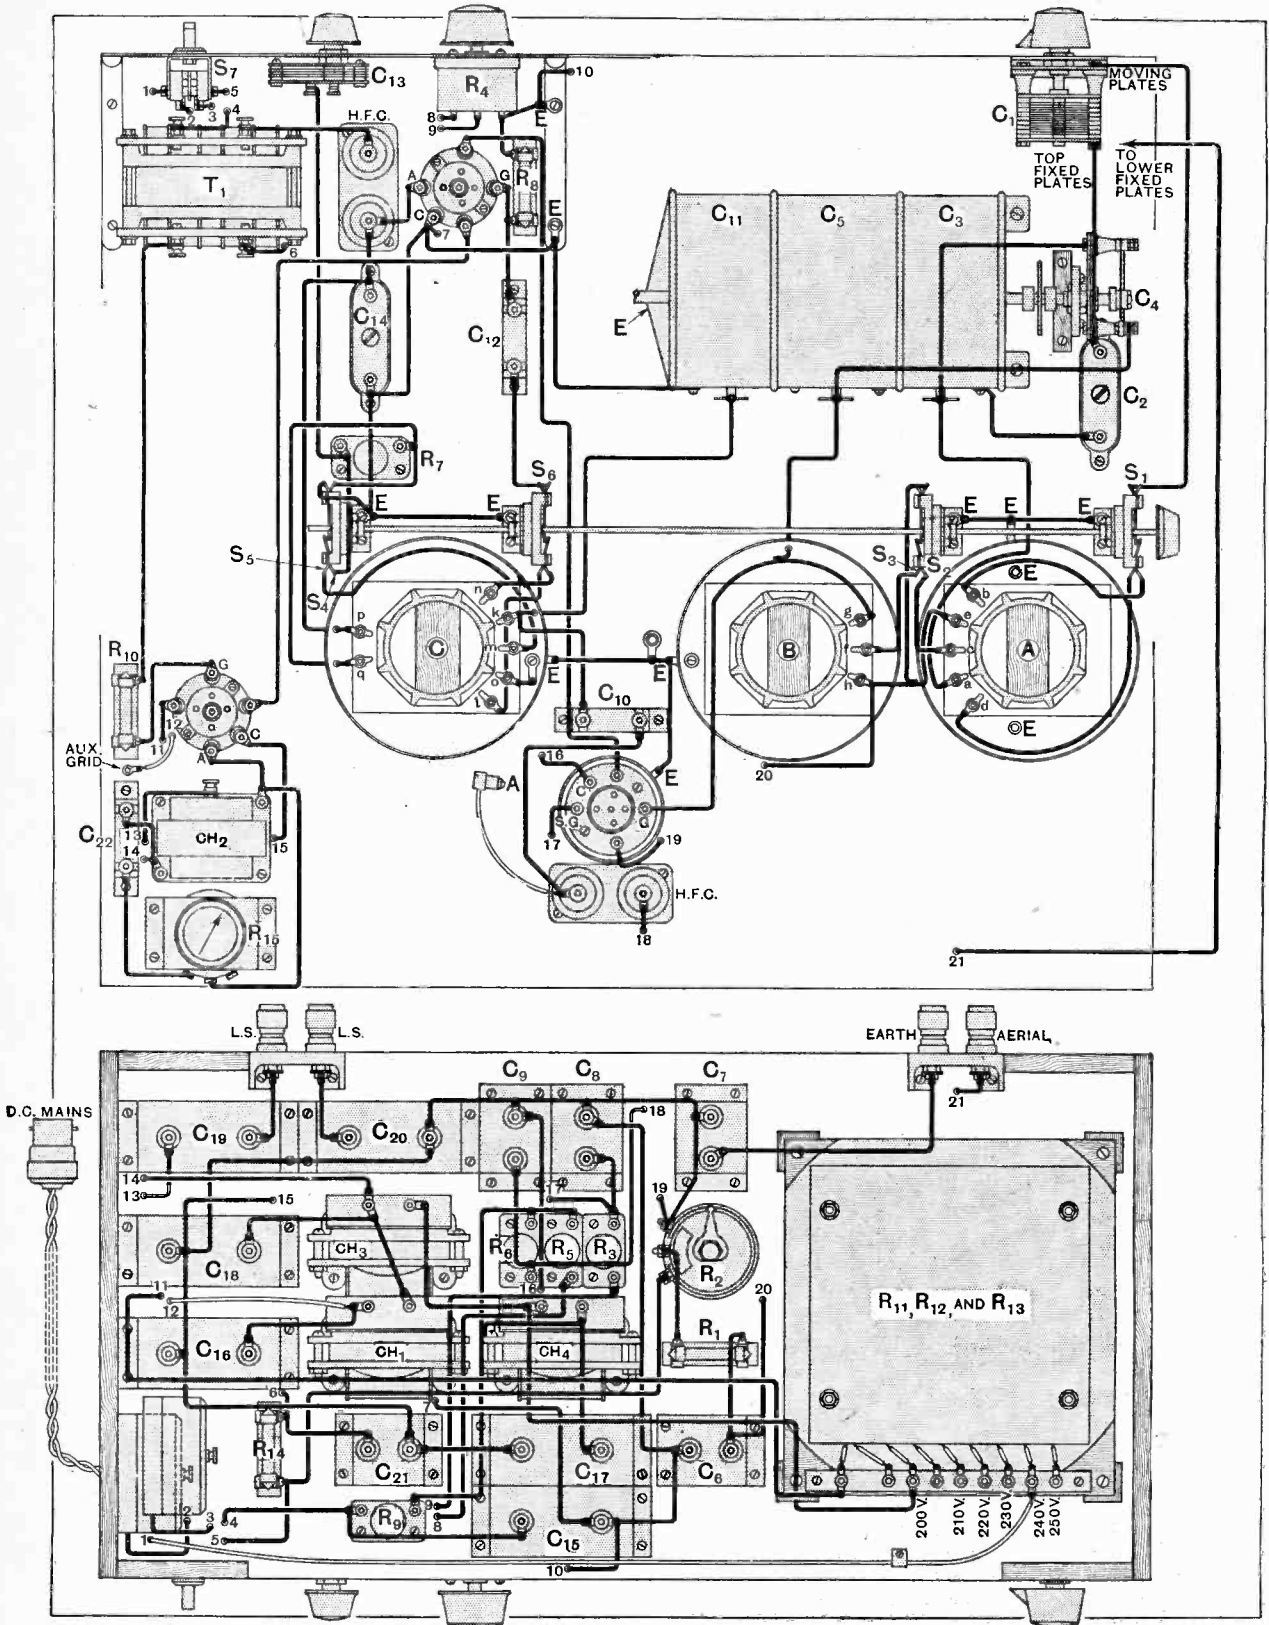 S7
C13
R4
10
MOVING PLATES
1
5
2
3
4
H.F.C.
8
9
E
C1
TOP FIXED PLATES
TO LOWER FIXED PLATES
T1
A
G
R8
C
7
6
E
C11
C5
C3
C14
C12
E
C4
C2
R7
S6
S1
E
E
E
E
E
S5
S4
S3
S2
E
n
p
k
m
q
o
l
C
E
E
g
f
h
B
b
e
c
a
d
A
E
R10
G
12
11
a
C
A
AUX. GRID
C10
16
20
E
C22
13
14
CH2
15
A
C
S.G.
G
17
19
H.F.C.
18
R15
21
L.S.
L.S.
EARTH
AERIAL
D.C. MAINS
C9
C8
C7
21
C19
C20
18
14
13
15
17
19
C18
CH3
R6
R5
R3
R2
16
20
11
12
R11, R12, AND R13
C16
CH1
CH4
R1
6
R14
C21
C17
C6
2
3
4
9
8
R9
C15
1
5
10
200V.
210V.
220V.
230V.
240V.
250V.